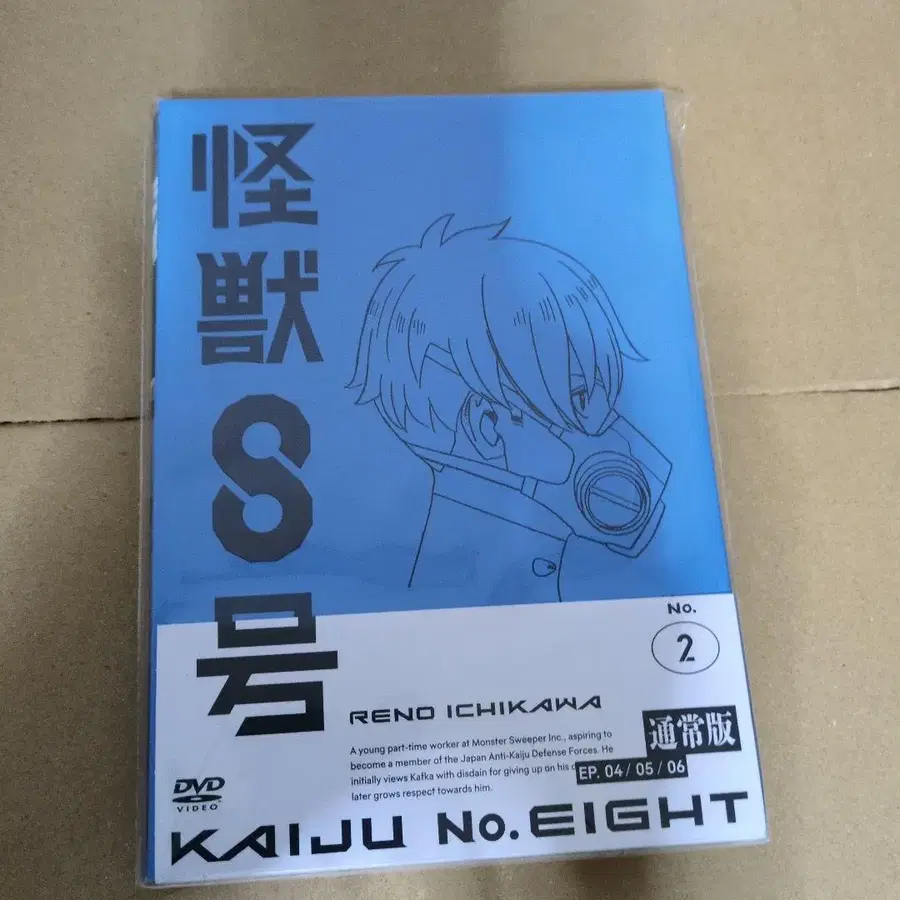 怪獣8号
No.
2
RENO ICHIKAWA
通常版
A young part-time worker at Monster Sweeper Inc., aspiring to
become a member of the Japan Anti-Kaiju Defense Forces. He
initially views Kafka with disdain for giving up on his
later grows respect towards him.
EP. 04 / 05 / 06
DVD
VIDEO
KAIJU No. EIGHT